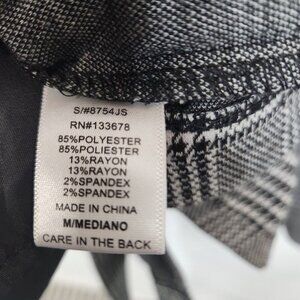 S/#8754JS
RN#133678
85%POLYESTER
85%POLIESTER
13%RAYON
13%RAYON
2%SPANDEX
2%SPANDEX
MADE IN CHINA
M/MEDIANO
CARE IN THE BACK